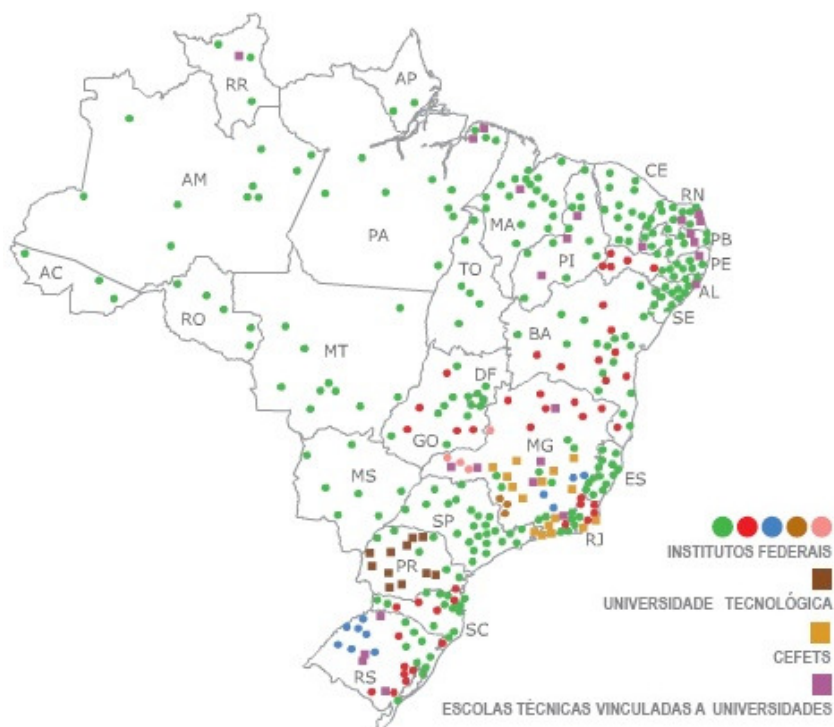 RR
AP
AM
PA
MA
CE
RN
PB
PE
AL
SE
PI
TO
AC
RO
MT
BA
DF
GO
MG
ES
MS
SP
RJ
PR
SC
RS
INSTITUTOS FEDERAIS
UNIVERSIDADE TECNOLÓGICA
CEFETS
ESCOLAS TÉCNICAS VINCULADAS A UNIVERSIDADES